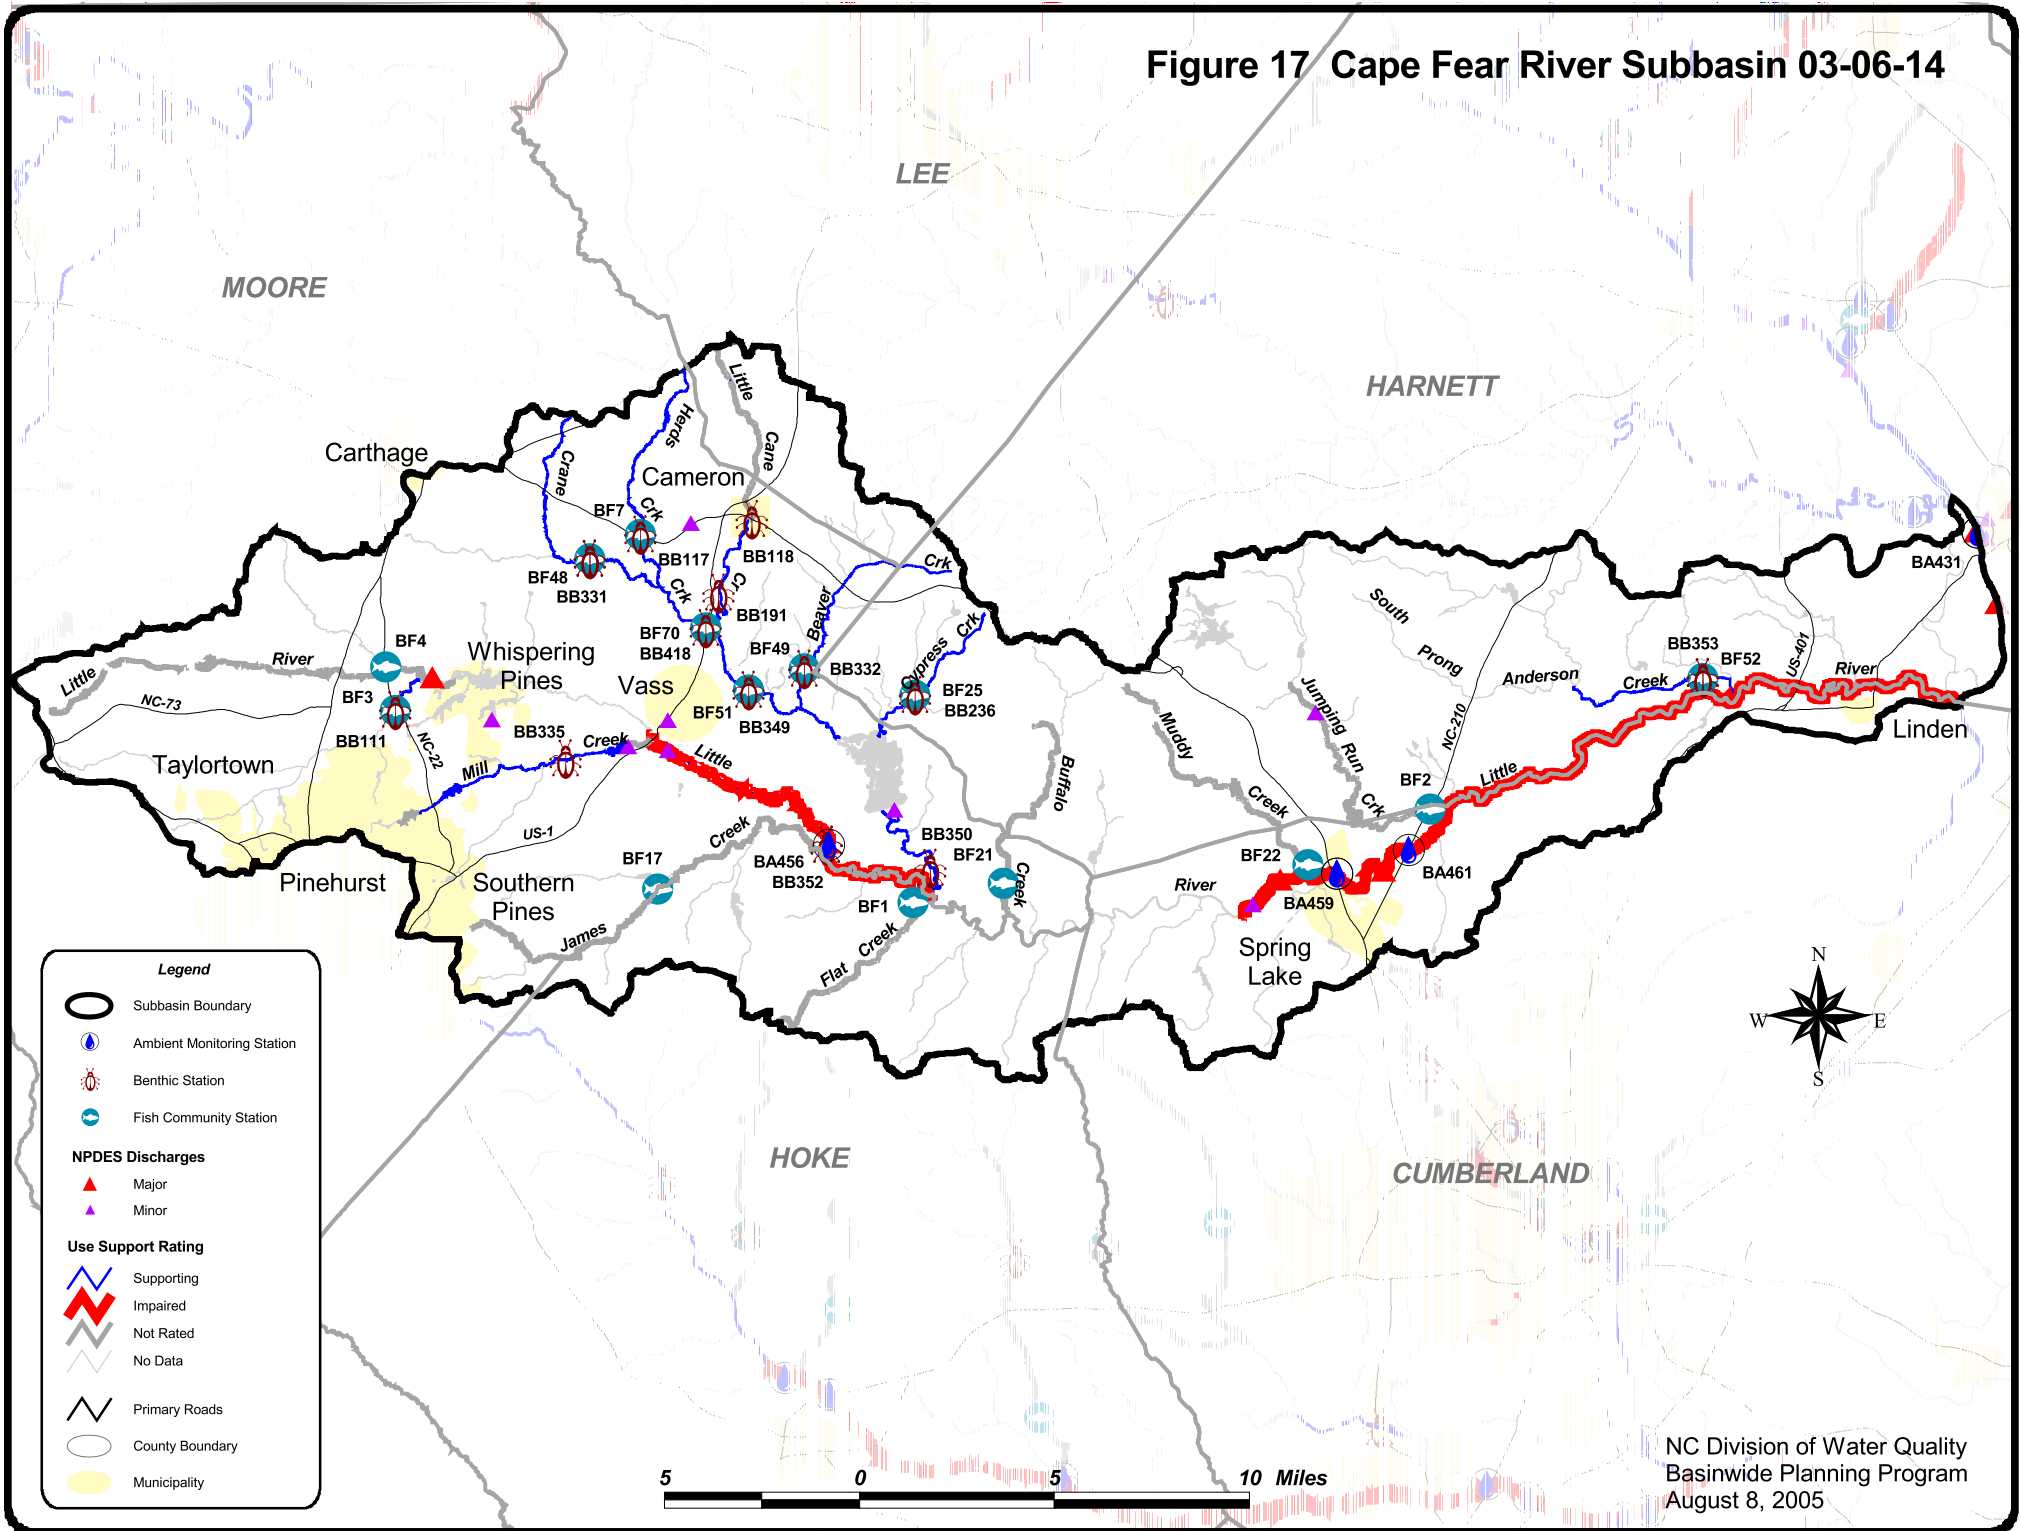 Figure 17 Cape Fear River Subbasin 03-06-14
LEE
MOORE
HARNETT
Little
Herds
Cane
Carthage
Crane
Cameron
BF7
Crk
BB117
BB118
BF48
BB331
Crk
Crk
BB191
BF70
BB418
BF49
Beaver
Crk
BB332
Cypress
Crk
BF25
BB236
BF4
Little
River
Whispering
Pines
Vass
BF3
NC-73
BB111
NC-22
BB335
BF51
BB349
Taylortown
Mill
Creek
Little
US-1
Buffalo
Creek
BF17
Creek
James
BA456
BB352
BB350
BF21
BF1
Flat
Creek
Pinehurst
Southern
Pines
South
Prong
Anderson
Creek
BB353
BF52
US-401
River
BA431
Linden
Muddy
Creek
Jumping
Run
Crk
NC-210
BF2
Little
BF22
River
BA459
BA461
Spring
Lake
HOKE
CUMBERLAND
N
W
E
S
Legend
Subbasin Boundary
Ambient Monitoring Station
Benthic Station
Fish Community Station
NPDES Discharges
Major
Minor
Use Support Rating
Supporting
Impaired
Not Rated
No Data
Primary Roads
County Boundary
Municipality
5 0 5 10 Miles
NC Division of Water Quality
Basinwide Planning Program
August 8, 2005